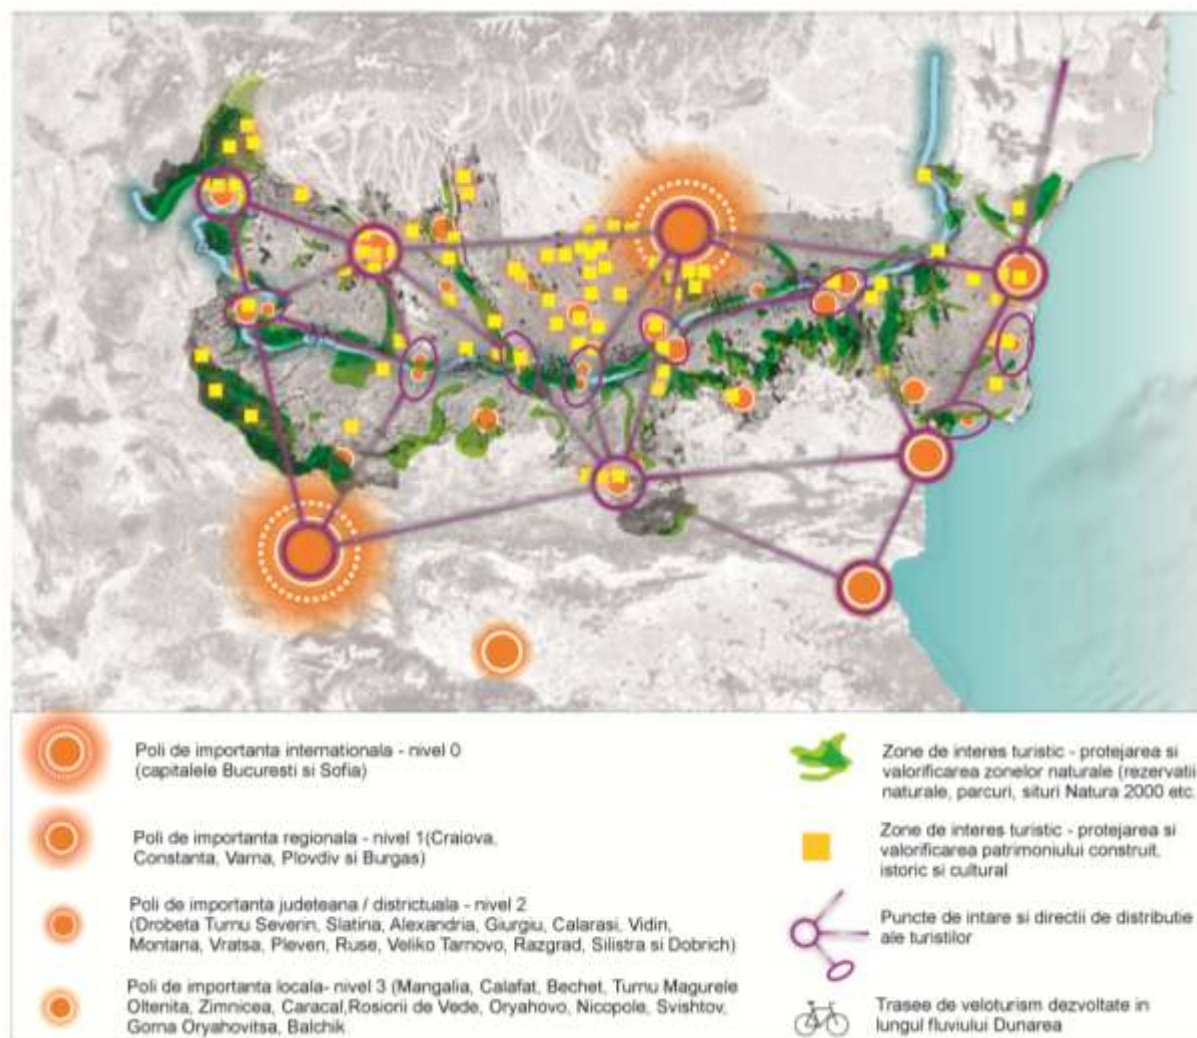 Poli de importanta internationala - nivel 0
(capitalele Bucuresti si Sofia)
Poli de importanta regionala - nivel 1(Craiova,
Constanta, Varna, Plovdiv si Burgas)
Poli de importanta judeteana / districtuala - nivel 2
(Drobeta Turnu Severin, Slatina, Alexandria, Giurgiu, Calarasi, Vidin,
Montana, Vratsa, Pleven, Ruse, Veliko Tarnovo, Razgrad, Silistra si Dobrich)
Poli de importanta locala- nivel 3 (Mangalia, Calafat, Bechet, Turnu Magurele
Oltenita, Zimnicea, Caracal,Rosiorii de Vede, Oryahovo, Nicopole, Svishtov,
Gorna Oryahovitsa, Balchik
Zone de interes turistic - protejarea si
valorificarea zonelor naturale (rezervatii
naturale, parcuri, situri Natura 2000 etc.
Zone de interes turistic - protejarea si
valorificarea patrimoniului construit,
istoric si cultural
Puncte de intare si directii de distributie
ale turistilor
Trasee de veloturism dezvoltate in
lungul fluviului Dunarea